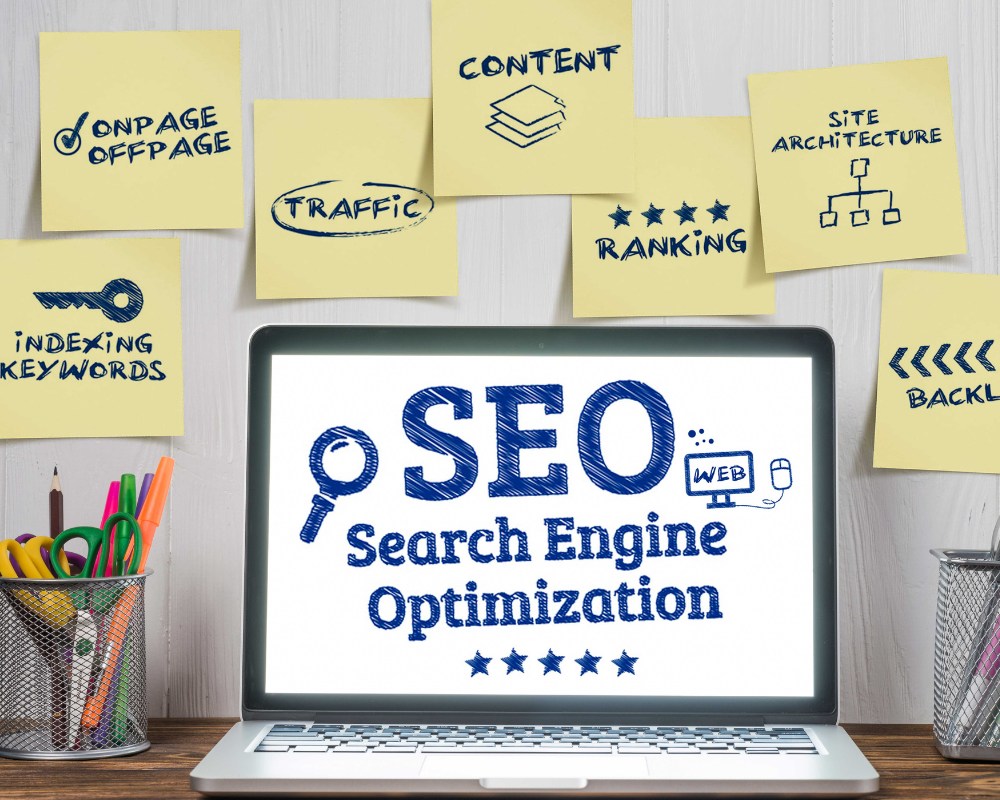 ONPAGE
OFFPAGE
TRAFFIC
CONTENT
RANKING
SITE
ARCHITECTURE
INDEXING
KEYWORDS
SEO
WEB
Search Engine
Optimization